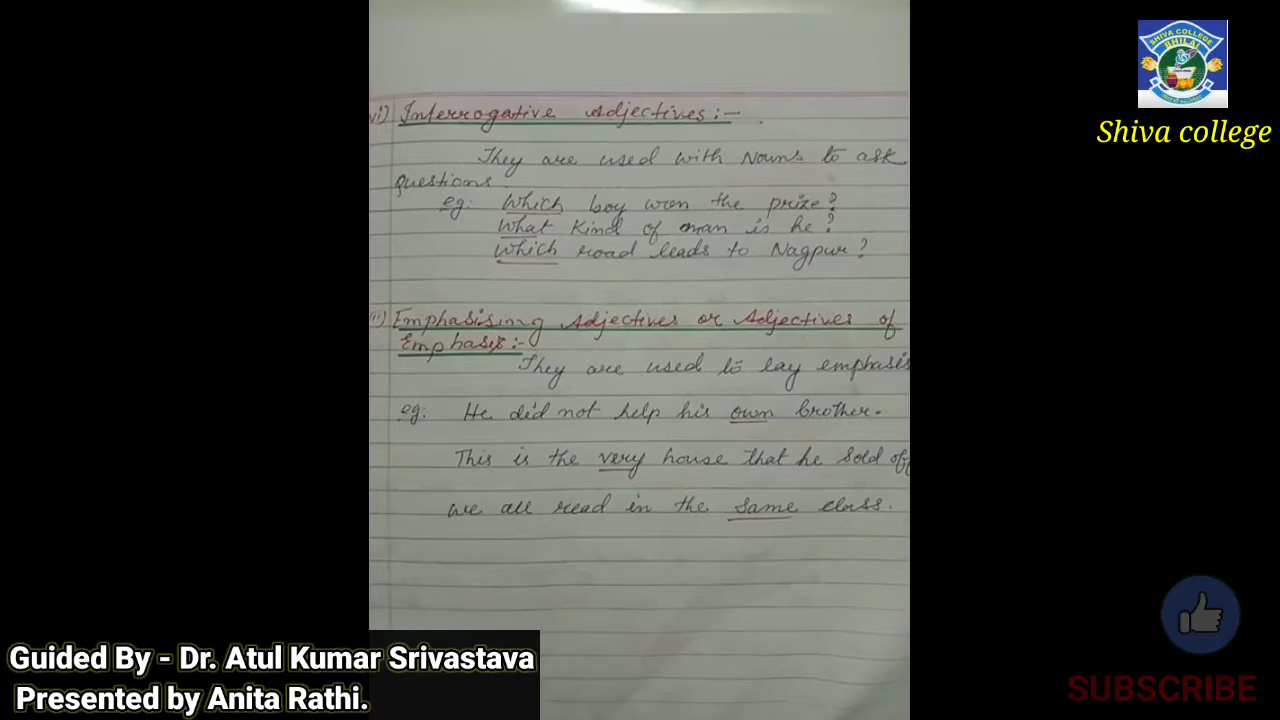 vi) Interrogative Adjectives :-
They are used with Nouns to ask
questions.
eg: Which boy won the prize?
What kind of man is he?
Which road leads to Nagpur?
ii) Emphasising Adjectives or Adjectives of
Emphasis :-
They are used to lay emphasis
eg: He did not help his own brother.
This is the very house that he sold off
we all read in the same class.
SHIVA COLLEGE
BHILAI
Shiva college
Guided By - Dr. Atul Kumar Srivastava
Presented by Anita Rathi.
SUBSCRIBE